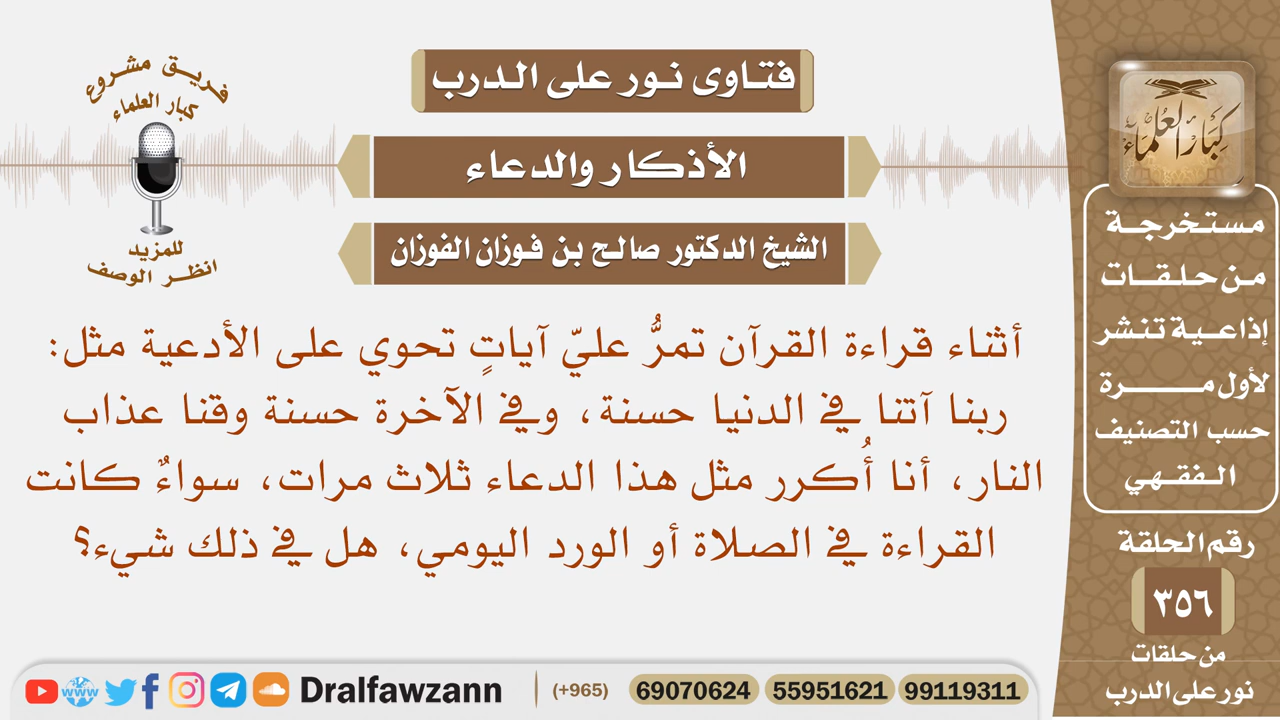 فتاوى نور على الدرب
الأذكار والدعاء
الشيخ الدكتور صالح بن فوزان الفوزان
فريق مشروع
كبار العلماء
للمزيد
انظر الوصف
أثناء قراءة القرآن تمرُّ عليّ آياتٍ تحوي على الأدعية مثل:
ربنا آتنا في الدنيا حسنة، وفي الآخرة حسنة وقنا عذاب
النار، أنا أُكرر مثل هذا الدعاء ثلاث مرات، سواءٌ كانت
القراءة في الصلاة أو الورد اليومي، هل في ذلك شيء؟
كبار العلماء
مستخرجة
من حلقات
إذاعية تنشر
لأول مرة
حسب التصنيف
الفقهي
رقم الحلقة
٣٥٦
من حلقات
نور على الدرب
www Dralfawzann (+965) 69070624 55951621 99119311